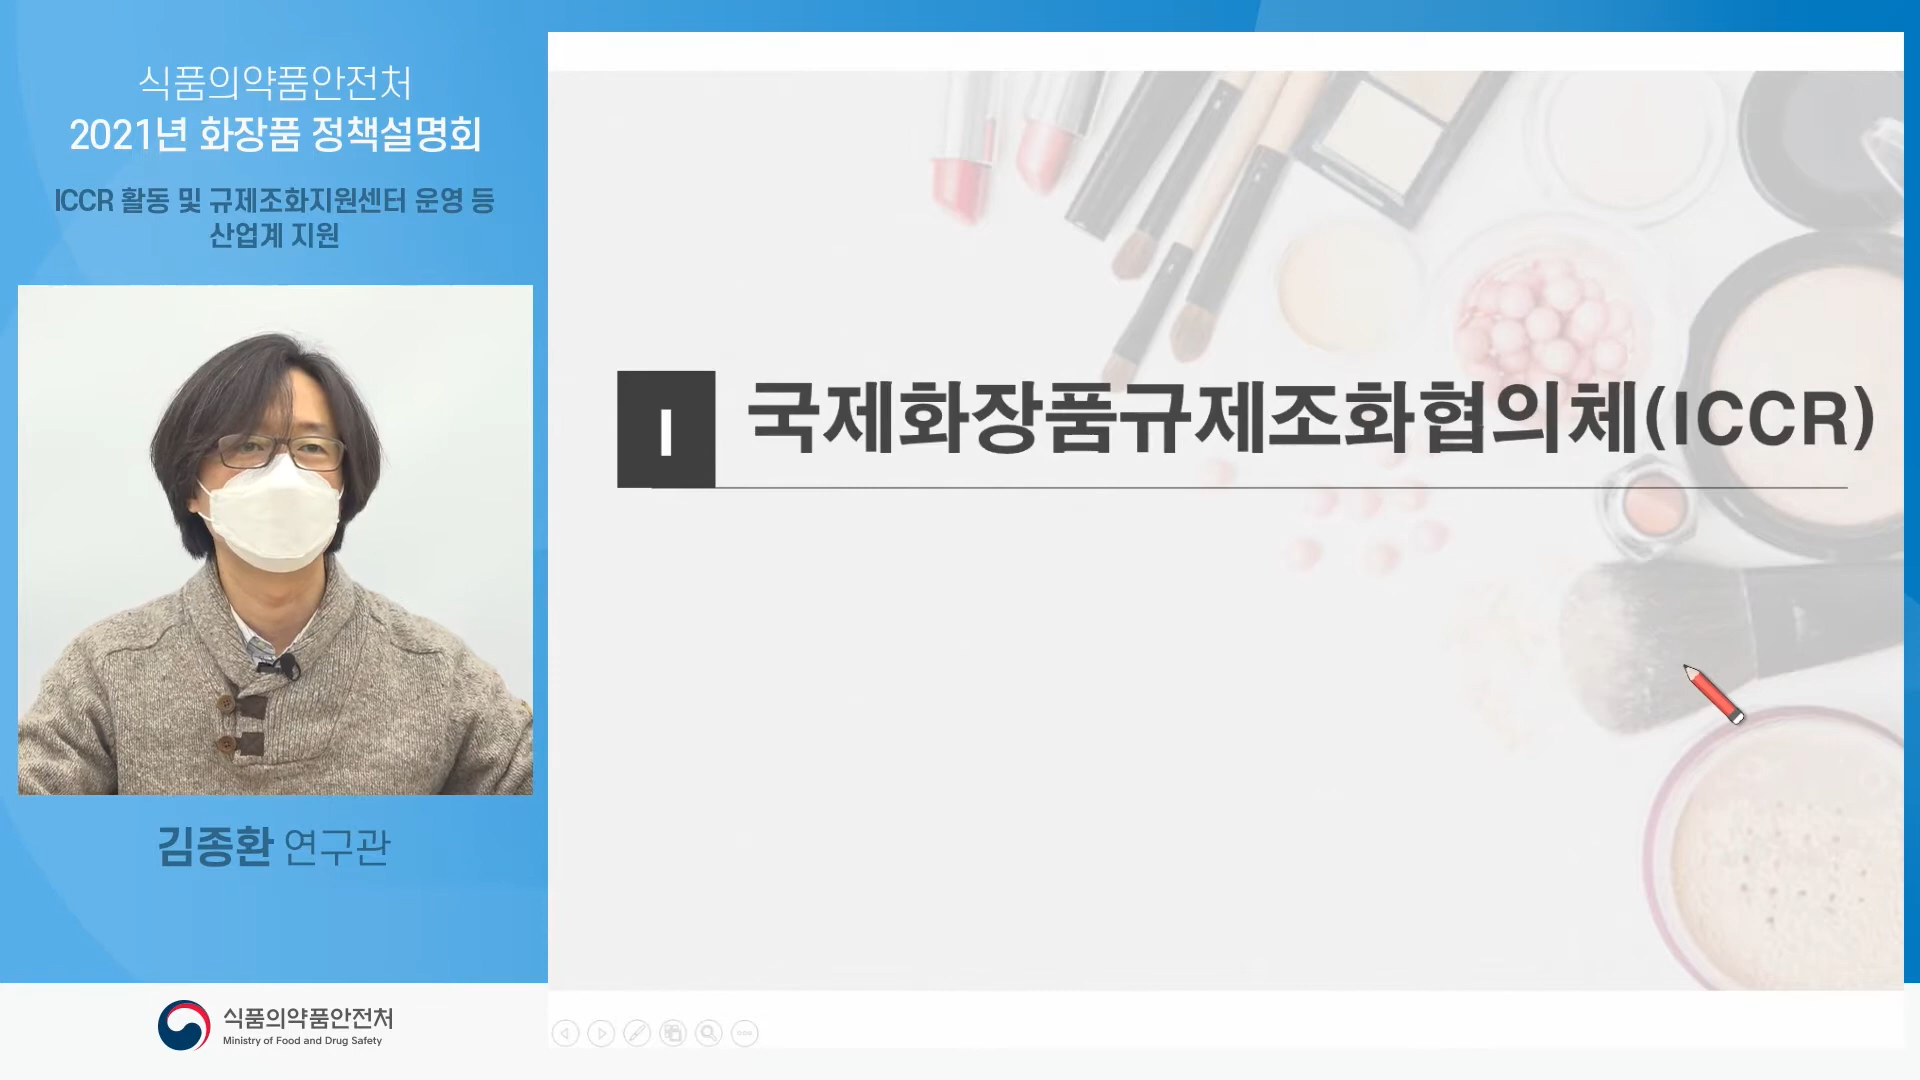 식품의약품안전처
2021년 화장품 정책설명회
ICCR 활동 및 규제조화지원센터 운영 등
산업계 지원
김종환 연구관
식품의약품안전처
Ministry of Food and Drug Safety
I 국제화장품규제조화협의체(ICCR)